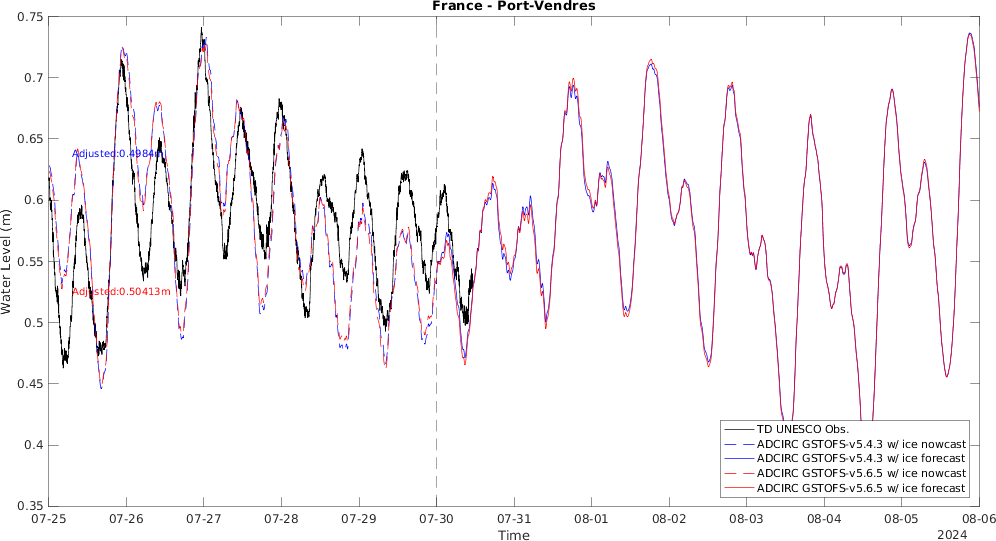 France - Port-Vendres
0.75
0.7
0.65
0.6
0.55
0.5
0.45
0.4
0.35
Water Level (m)
Adjusted:0.4984m
Adjusted:0.50413m
TD UNESCO Obs.
ADCIRC GSTOFS-v5.4.3 w/ ice nowcast
ADCIRC GSTOFS-v5.4.3 w/ ice forecast
ADCIRC GSTOFS-v5.6.5 w/ ice nowcast
ADCIRC GSTOFS-v5.6.5 w/ ice forecast
07-25 07-26 07-27 07-28 07-29 07-30 07-31 08-01 08-02 08-03 08-04 08-05 08-06
Time
2024